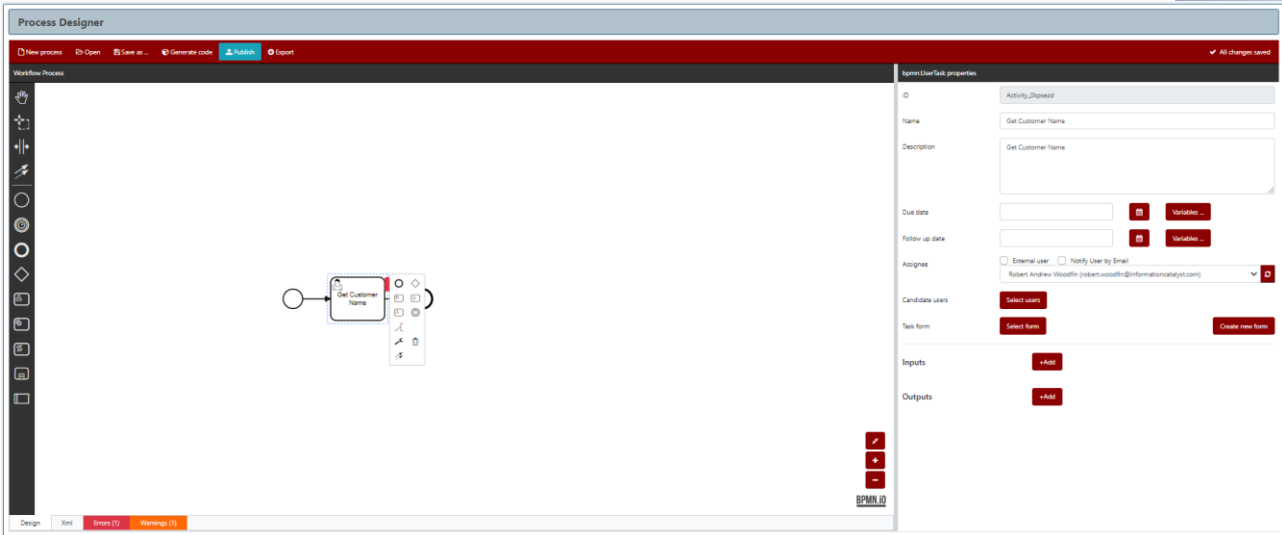 Process Designer
New process Open Save as ... Generate code Publish Export All changes saved
Workflow Process
bpmn:UserTask properties
ID Activity_0kpsezd
Name Get Customer Name
Description Get Customer Name
Due date Variables ...
Follow up date Variables ...
Assignee External user Notify User by Email
Robert Andrew Woodfin (robert.woodfin@informationcatalyst.com)
Candidate users Select users
Task form Select form Create new form
Inputs +Add
Outputs +Add
Get Customer
Name
BPMN.iO
Design Xml Errors (1) Warnings (1)